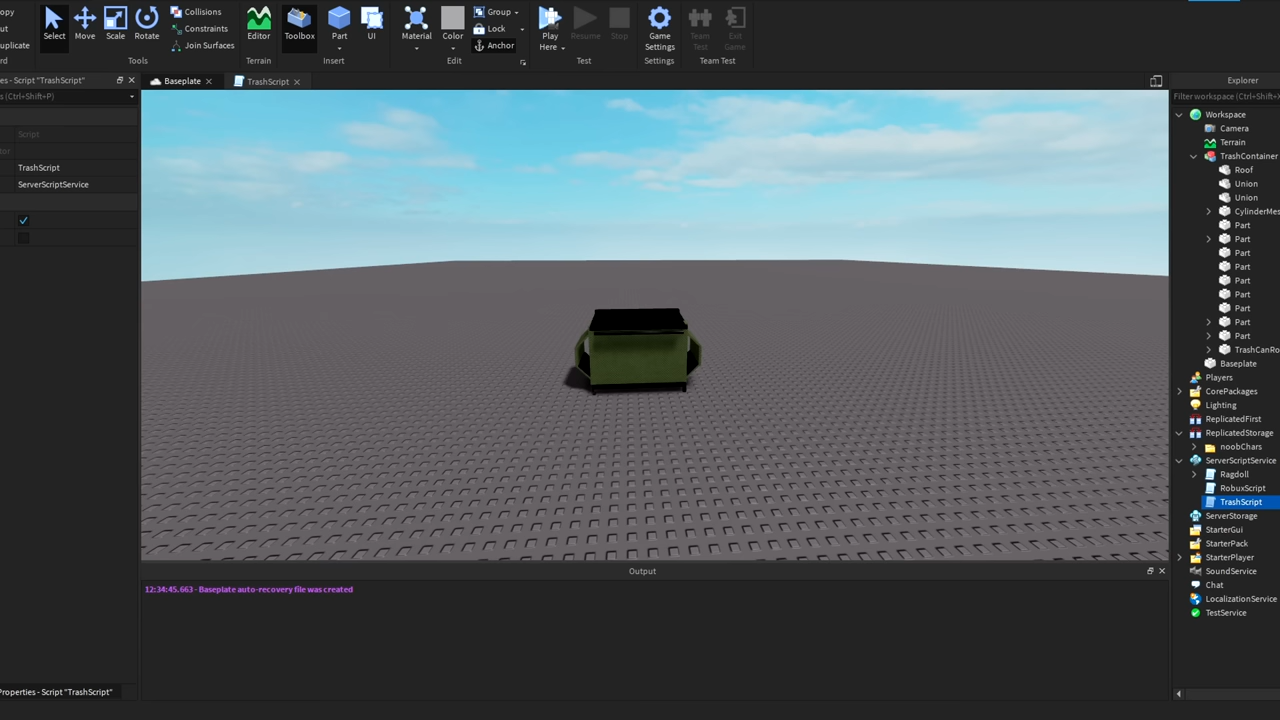 opy
ut
uplicate
rd
Select
Move
Scale
Rotate
Collisions
Constraints
Join Surfaces
Tools
Editor
Terrain
Toolbox
Part
UI
Insert
Material
Color
Group
Lock
Anchor
Edit
Play
Here
Resume
Stop
Test
Game
Settings
Settings
Team
Test
Exit
Game
Team Test
es - Script "TrashScript"
s (Ctrl+Shift+P)
Script
tor
TrashScript
ServerScriptService
Properties - Script "TrashScript"
Baseplate
TrashScript
Output
12:34:45.663 - Baseplate auto-recovery file was created
Explorer
Filter workspace (Ctrl+Shift+X
Workspace
Camera
Terrain
TrashContainer
Roof
Union
Union
CylinderMes
Part
Part
Part
Part
Part
Part
Part
Part
Part
TrashCanRo
Baseplate
Players
CorePackages
Lighting
ReplicatedFirst
ReplicatedStorage
noobChars
ServerScriptService
Ragdoll
RobuxScript
TrashScript
ServerStorage
StarterGui
StarterPack
StarterPlayer
SoundService
Chat
LocalizationService
TestService